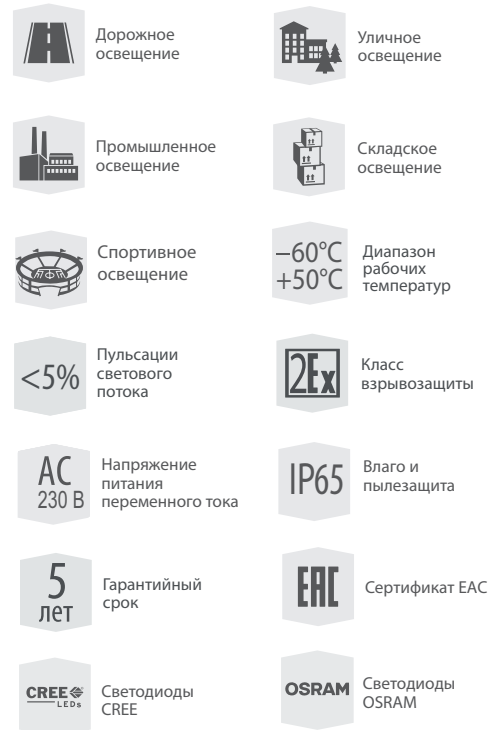 Дорожное
освещение
Уличное
освещение
Промышленное
освещение
Складское
освещение
Спортивное
освещение
–60°C
+50°C
Диапазон
рабочих
температур
<5%
Пульсации
светового
потока
2Ex
Класс
взрывозащиты
AC
230 В
Напряжение
питания
переменного тока
IP65
Влаго и
пылезащита
5
лет
Гарантийный
срок
EAC
Сертификат ЕАС
CREE
LEDs
Светодиоды
CREE
OSRAM
Светодиоды
OSRAM